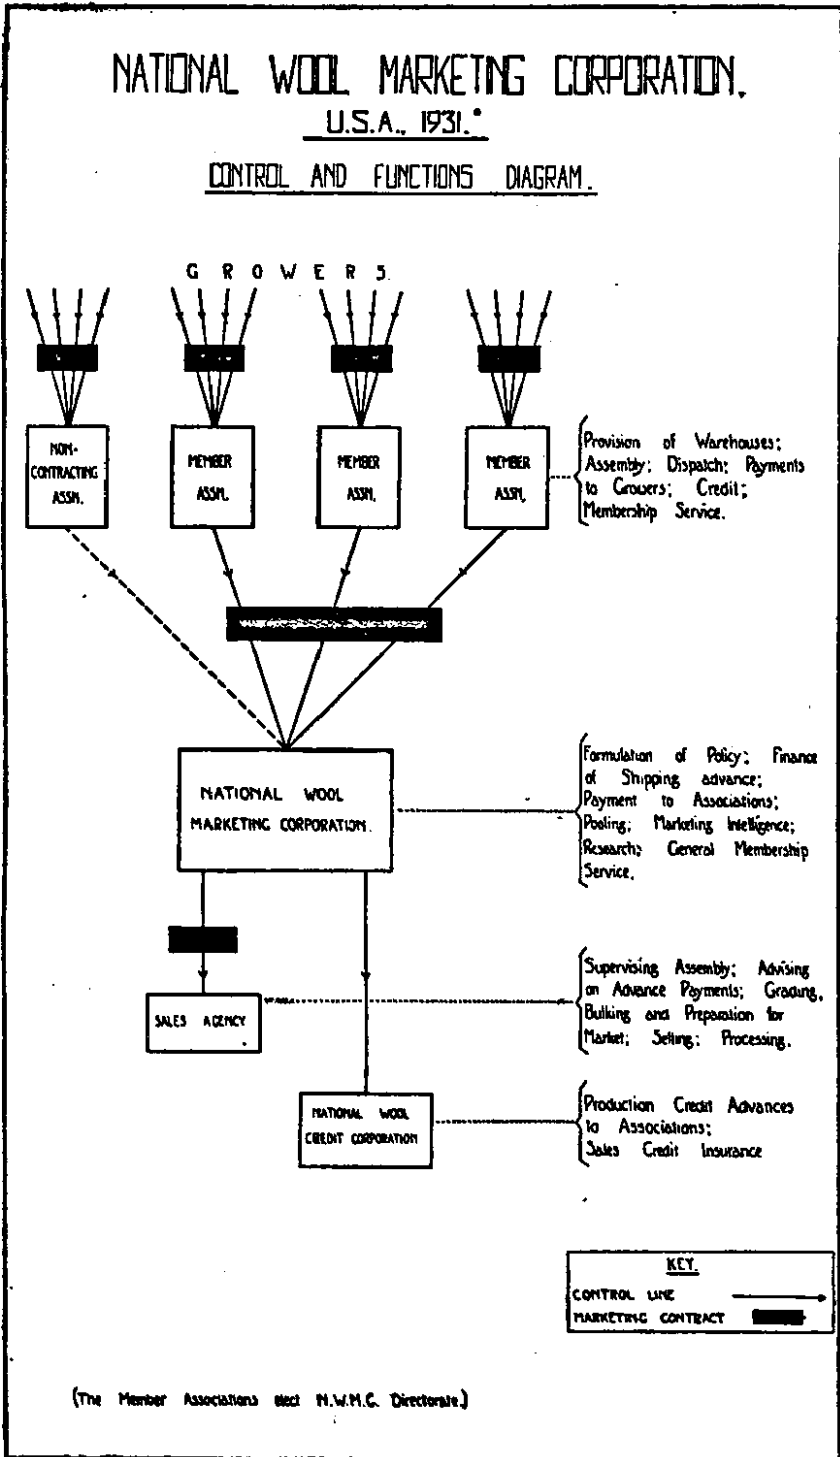 NATIONAL WOOL MARKETING CORPORATION.
U.S.A., 1931.*
CONTROL AND FUNCTIONS DIAGRAM.
GROWERS.
NON-
CONTRACTING
ASSN.
MEMBER
ASSN.
MEMBER
ASSN.
MEMBER
ASSN.
Provision of Warehouses;
Assembly; Dispatch; Payments
to Growers; Credit;
Membership Service.
NATIONAL WOOL
MARKETING CORPORATION.
Formulation of Policy; Finance
of Shipping advance;
Payment to Associations;
Pooling; Marketing Intelligence;
Research; General Membership
Service.
SALES AGENCY
Supervising Assembly; Advising
on Advance Payments; Grading,
Bulking and Preparation for
Market; Selling; Processing.
NATIONAL WOOL
CREDIT CORPORATION
Production Credit Advances
to Associations;
Sales Credit Insurance
KEY.
CONTROL LINE
MARKETING CONTRACT
(The Member Associations elect N.W.M.C. Directorate.)